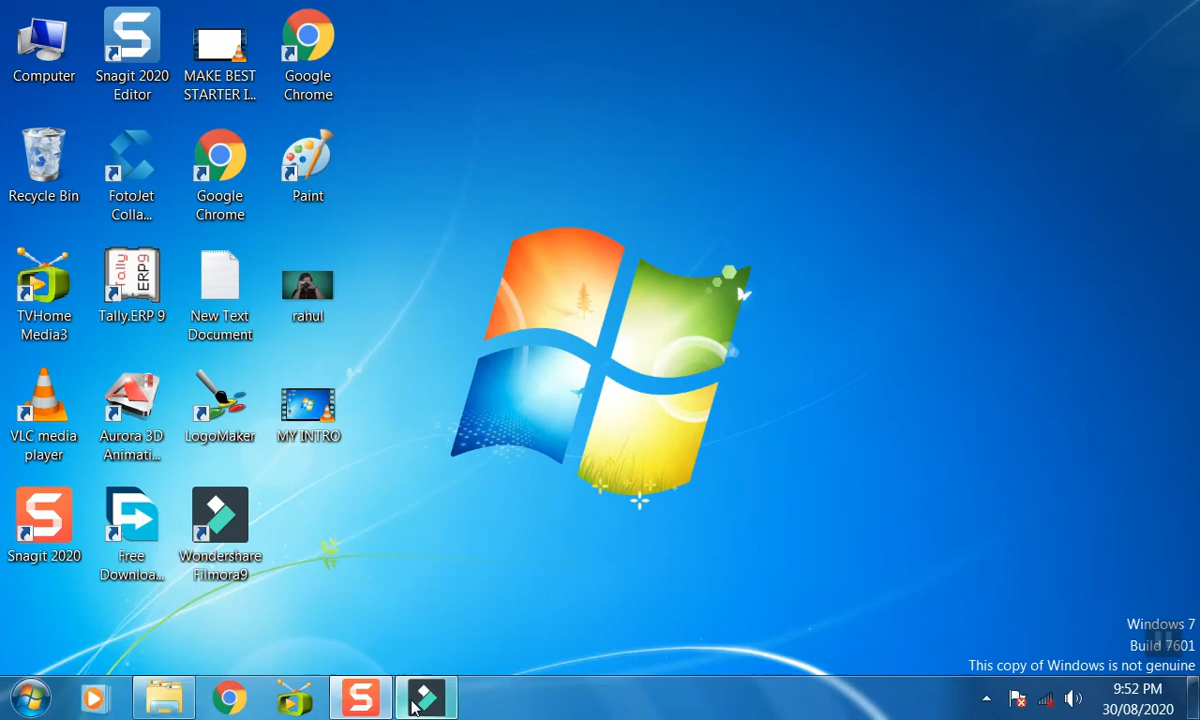 Computer
Snagit 2020
Editor
MAKE BEST
STARTER I...
Google
Chrome
Recycle Bin
FotoJet
Colla...
Google
Chrome
Paint
TVHome
Media3
Tally.ERP 9
New Text
Document
rahul
VLC media
player
Aurora 3D
Animati...
LogoMaker
MY INTRO
Snagit 2020
Free
Downloa...
Wondershare
Filmora9
Tally
ERP9
Windows 7
Build 7601
This copy of Windows is not genuine
9:52 PM
30/08/2020